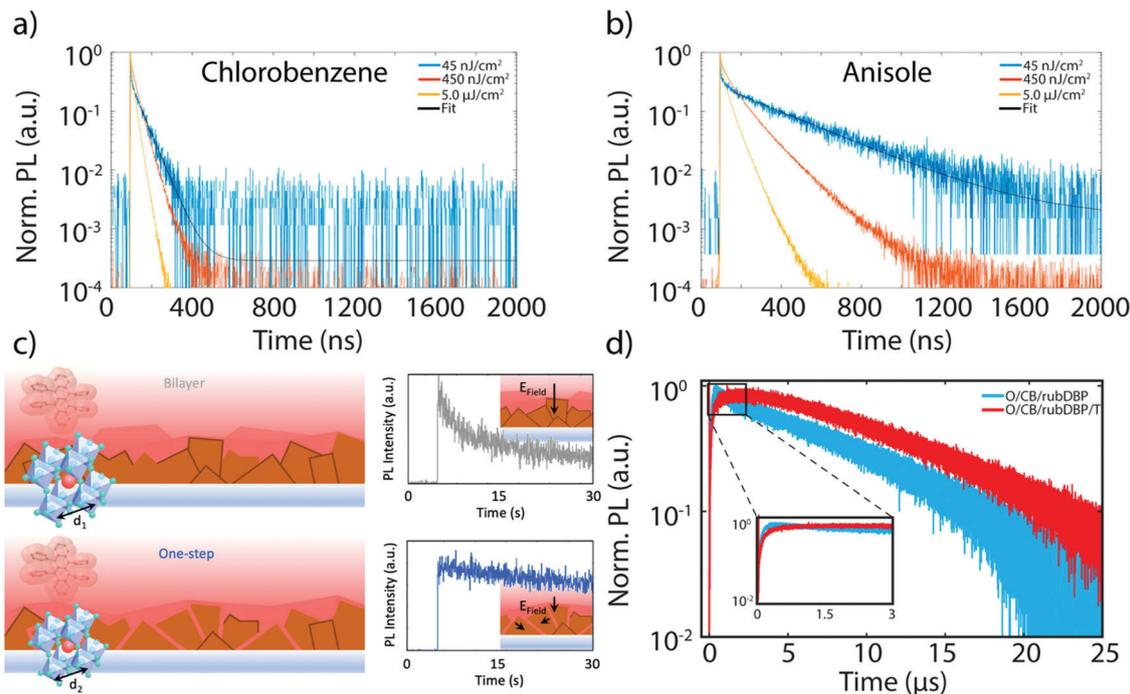 a)
Chlorobenzene
45 nJ/cm²
450 nJ/cm²
5.0 µJ/cm²
Fit
Norm. PL (a.u.)
10⁰
10⁻¹
10⁻²
10⁻³
10⁻⁴
0 400 800 1200 1600 2000
Time (ns)
b)
Anisole
45 nJ/cm²
450 nJ/cm²
5.0 µJ/cm²
Fit
Norm. PL (a.u.)
10⁰
10⁻¹
10⁻²
10⁻³
10⁻⁴
0 400 800 1200 1600 2000
Time (ns)
c)
Bilayer
d₁
PL Intensity (a.u.)
E_Field
0 15 30
Time (s)
One-step
d₂
PL Intensity (a.u.)
E_Field
0 15 30
Time (s)
d)
O/CB/rubDBP
O/CB/rubDBP/T
Norm. PL (a.u.)
10⁰
10⁻¹
10⁻²
10⁰
10⁻²
0 1.5 3
0 5 10 15 20 25
Time (µs)